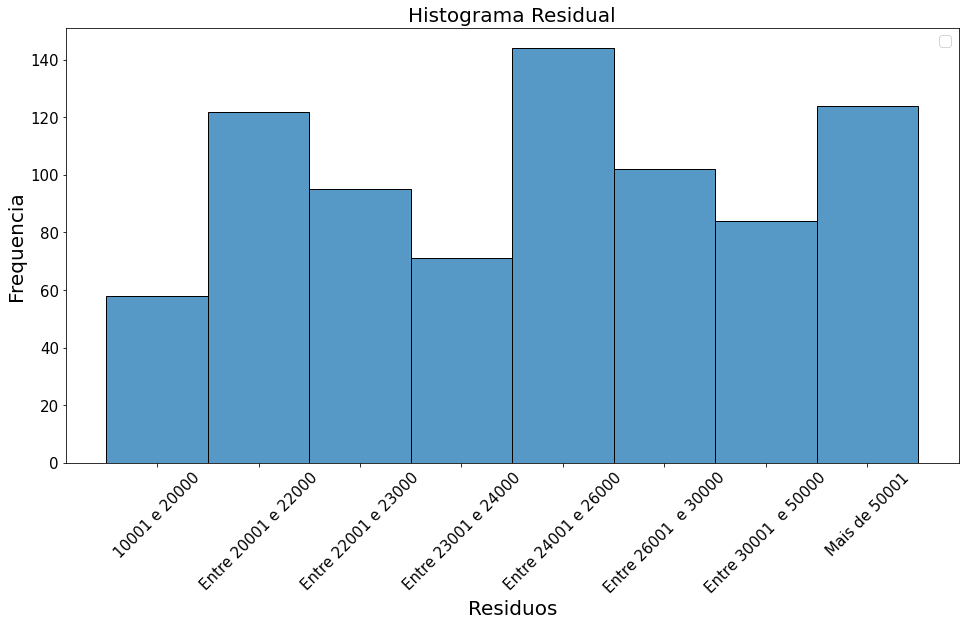 Histograma Residual
140
120
100
80
60
40
20
0
Frequencia
10001 e 20000
Entre 20001 e 22000
Entre 22001 e 23000
Entre 23001 e 24000
Entre 24001 e 26000
Entre 26001  e 30000
Entre 30001  e 50000
Mais de 50001
Residuos